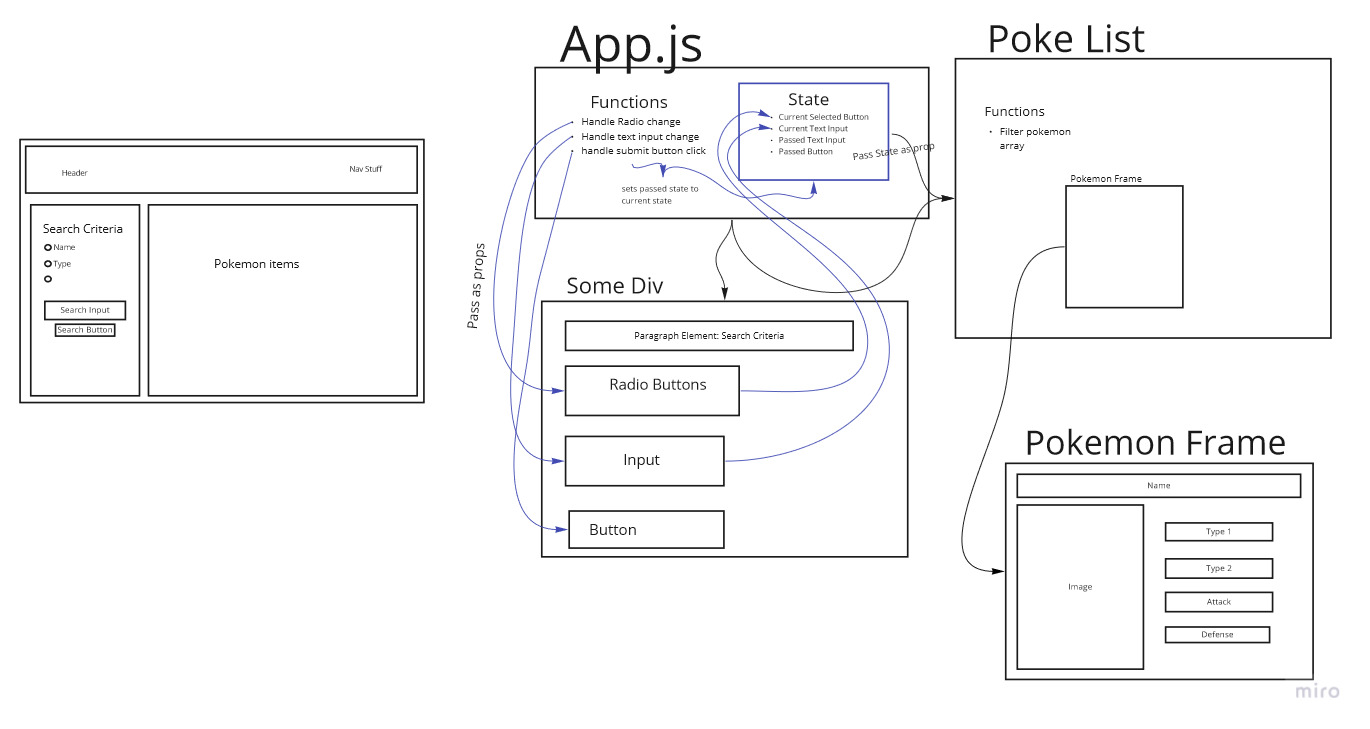 Header
Nav Stuff
Search Criteria
Name
Type
Search Input
Search Button
Pokemon items
App.js
Functions
Handle Radio change
Handle text input change
handle submit button click
sets passed state to
current state
State
Current Selected Button
Current Text Input
Passed Text Input
Passed Button
Pass State as prop
Pass as props
Some Div
Paragraph Element: Search Criteria
Radio Buttons
Input
Button
Poke List
Functions
Filter pokemon
array
Pokemon Frame
Pokemon Frame
Name
Image
Type 1
Type 2
Attack
Defense
miro